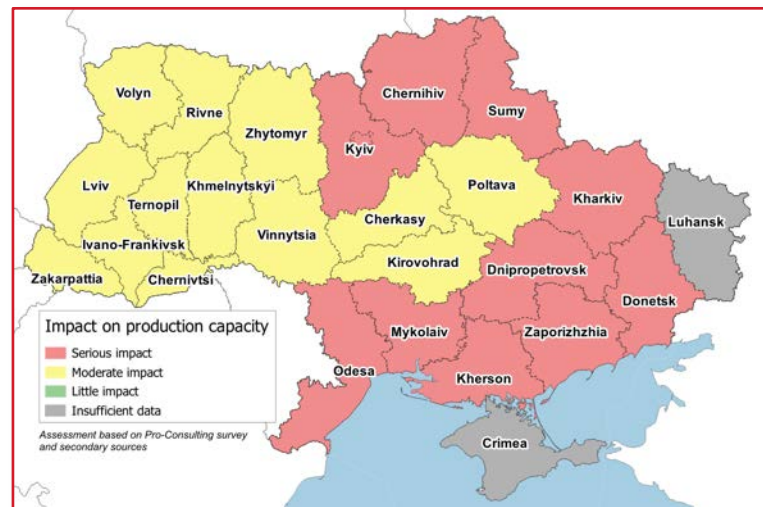 Chernihiv
Volyn
Sumy
Rivne
Zhytomyr
Kyiv
Lviv
Khmelnytskyi
Poltava
Kharkiv
Ternopil
Cherkasy
Luhansk
Ivano-Frankivsk
Vinnytsia
Kirovohrad
Dnipropetrovsk
Zakarpattia
Chernivtsi
Donetsk
Mykolaiv
Zaporizhzhia
Odesa
Kherson
Crimea
Impact on production capacity
Serious impact
Moderate impact
Little impact
Insufficient data
Assessment based on Pro-Consulting survey
and secondary sources